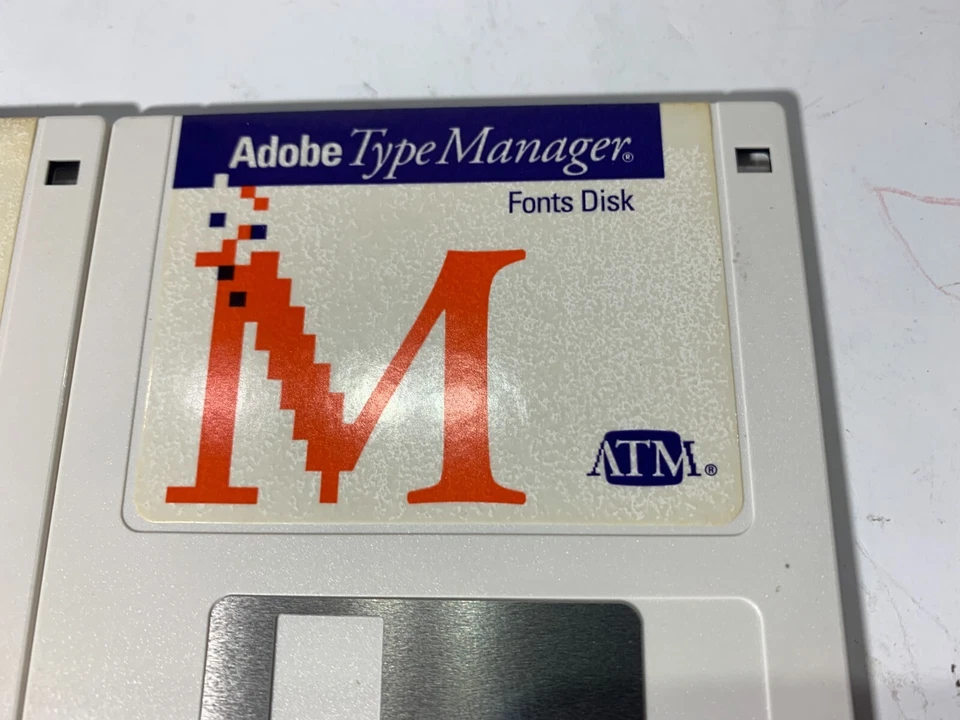 Adobe Type Manager®
Fonts Disk
M
ATM®